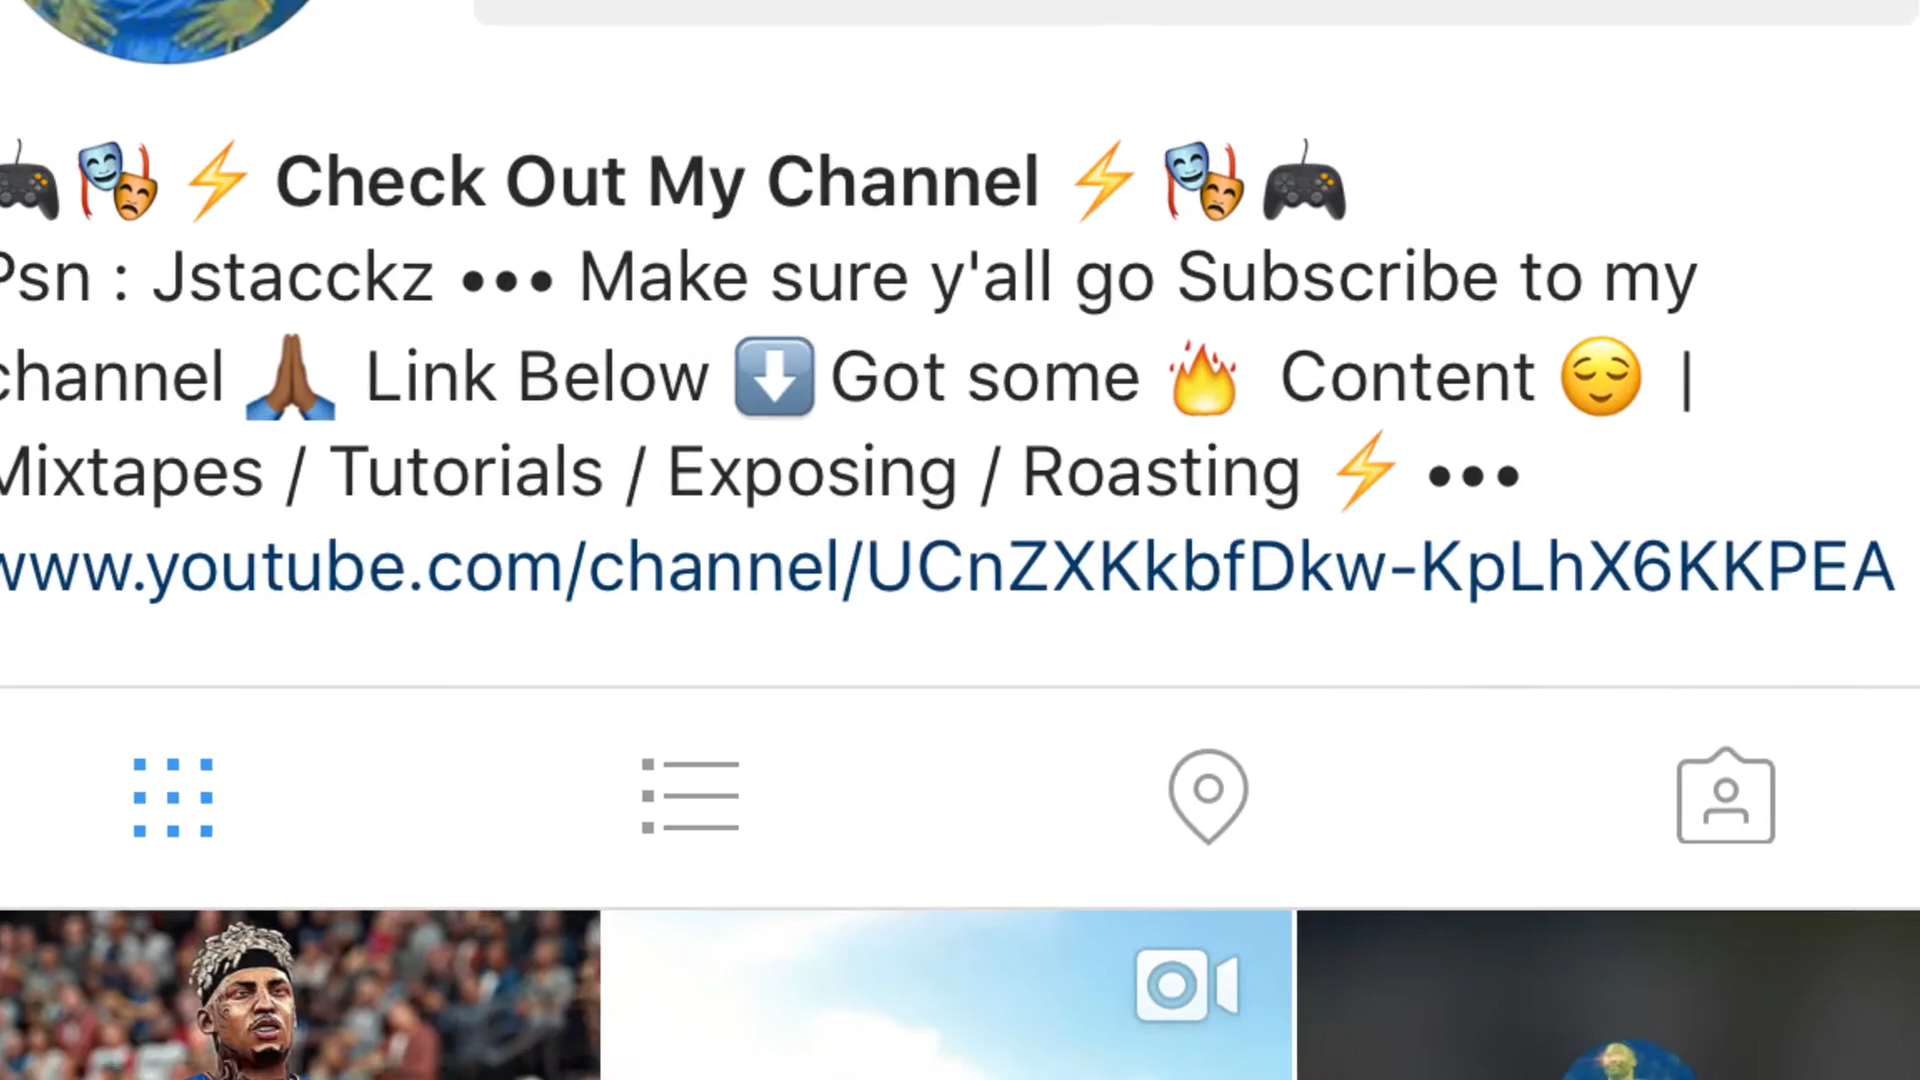 🎮🎭⚡ Check Out My Channel ⚡🎭🎮
Psn : Jstacckz ••• Make sure y'all go Subscribe to my
channel 🙏🏾 Link Below ⬇️ Got some 🔥 Content 😌 |
Mixtapes / Tutorials / Exposing / Roasting ⚡ •••
www.youtube.com/channel/UCnZXKkbfDkw-KpLhX6KKPEA